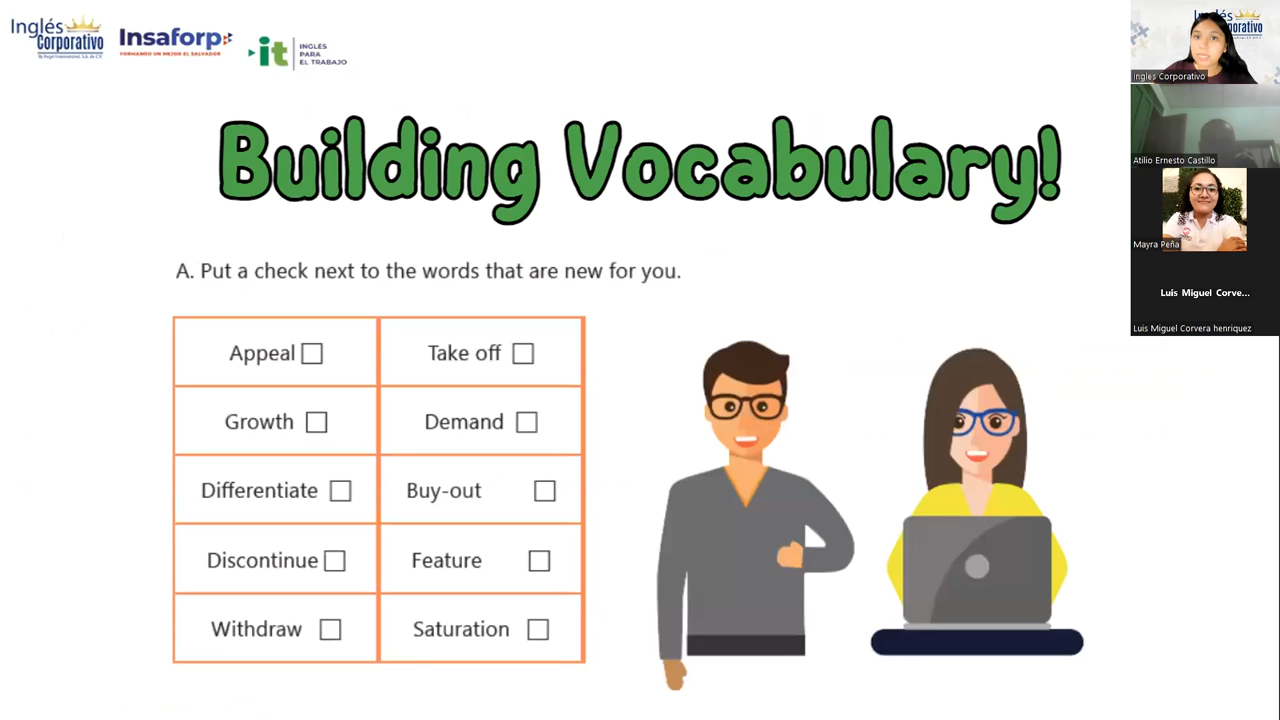 Inglés
Corporativo
Insaforp
FORMANDO UN MEJOR EL SALVADOR
it
INGLÉS
PARA
EL TRABAJO
Building Vocabulary!
A. Put a check next to the words that are new for you.
Appeal
Take off
Growth
Demand
Differentiate
Buy-out
Discontinue
Feature
Withdraw
Saturation
Inglés
Corporativo
Ingles Corporativo
Atilio Ernesto Castillo
Mayra Peña
Luis Miguel Corve...
Luis Miguel Corvera henriquez